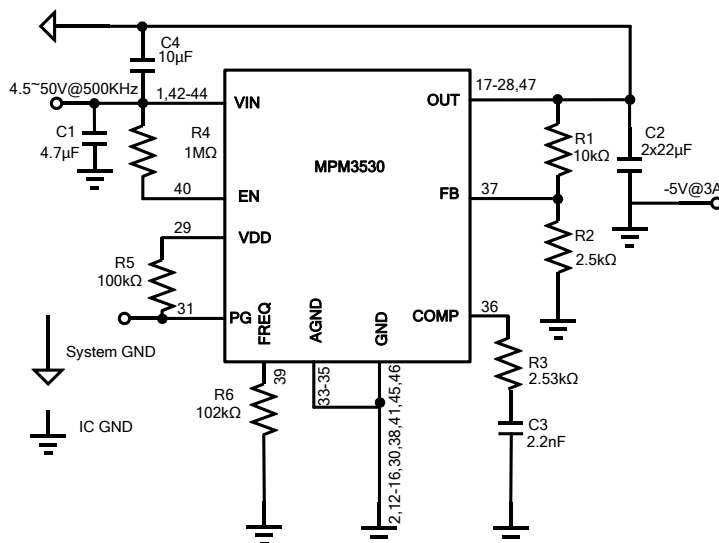 C4
10µF
4.5~50V@500KHz
1,42-44
17-28,47
VIN
OUT
C1
4.7µF
R4
1MΩ
R1
10kΩ
C2
2x22µF
MPM3530
40
EN
FB
37
-5V@3A
29
VDD
R2
2.5kΩ
R5
100kΩ
31
PG
FREQ
AGND
GND
COMP
36
System GND
R3
2.53kΩ
R6
102kΩ
39
33-35
2,12-16,30,38,41,45,46
IC GND
C3
2.2nF